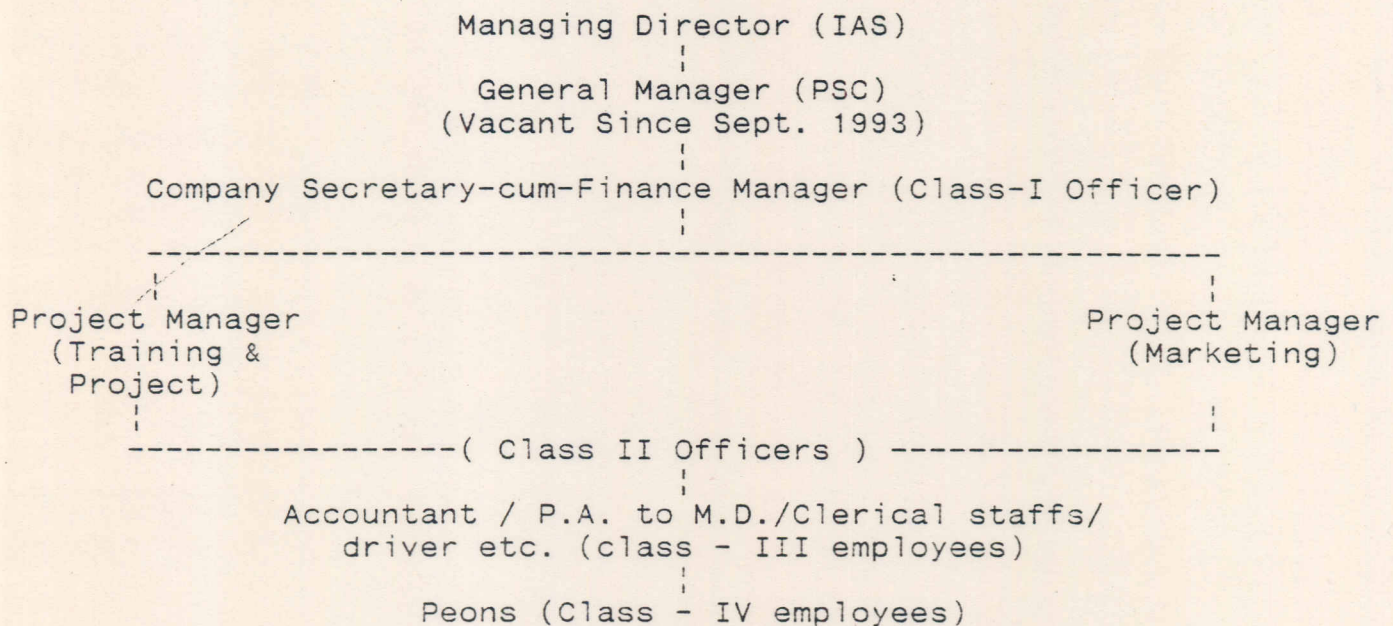 Managing Director (IAS)
General Manager (PSC)
(Vacant Since Sept. 1993)
Company Secretary-cum-Finance Manager (Class-I Officer)
Project Manager
(Training &
Project)
Project Manager
(Marketing)
( Class II Officers )
Accountant / P.A. to M.D./Clerical staffs/
driver etc. (class - III employees)
Peons (Class - IV employees)